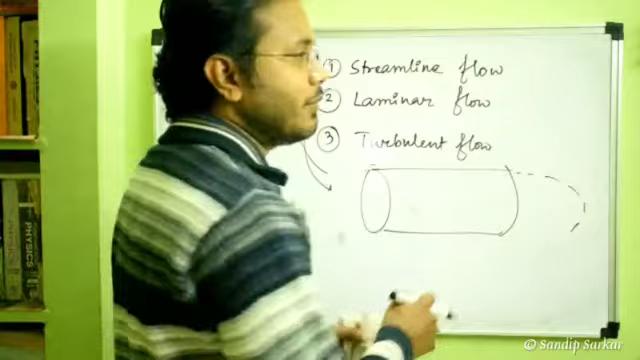 ① Streamline flow
② Laminar flow
③ Turbulent flow
PHYSICS
© Sandip Sarkar